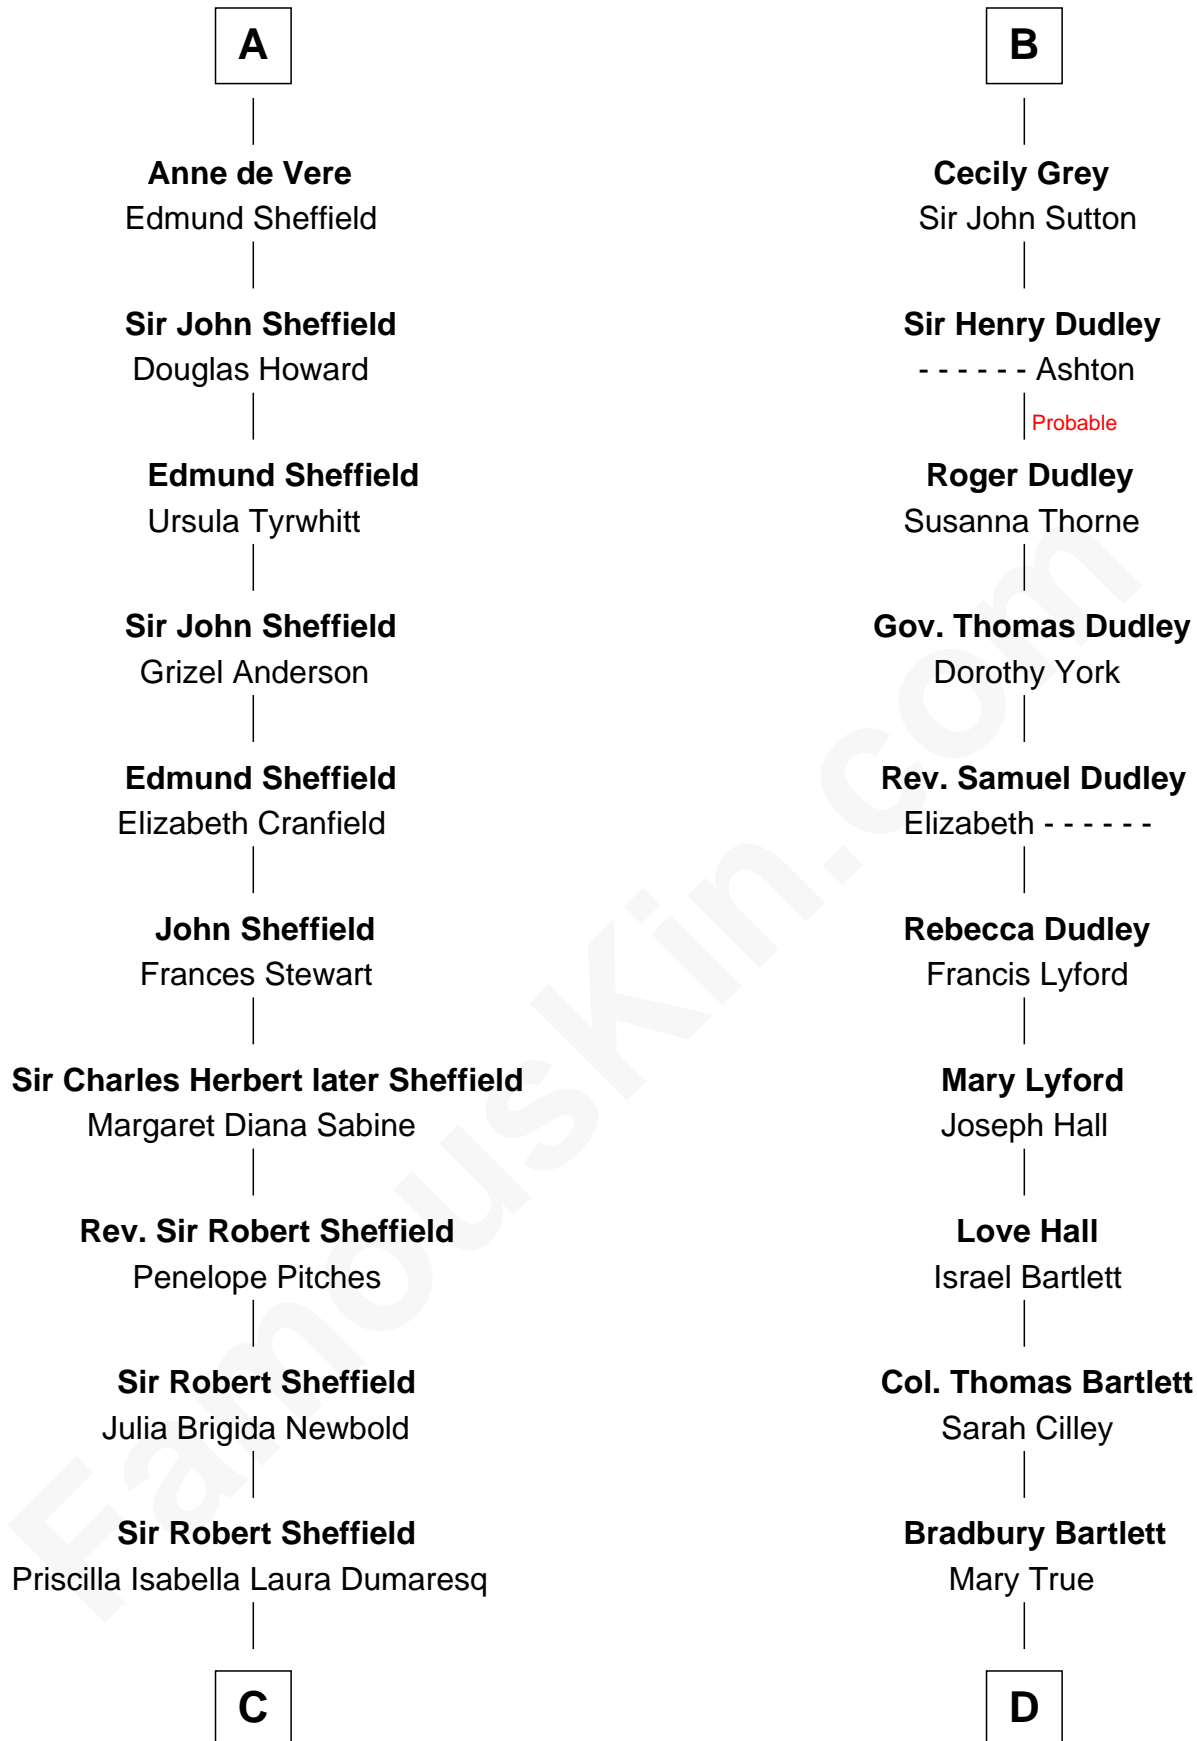 A
Anne de Vere
Edmund Sheffield
Sir John Sheffield
Douglas Howard
Edmund Sheffield
Ursula Tyrwhitt
Sir John Sheffield
Grizel Anderson
Edmund Sheffield
Elizabeth Cranfield
John Sheffield
Frances Stewart
Sir Charles Herbert later Sheffield
Margaret Diana Sabine
Rev. Sir Robert Sheffield
Penelope Pitches
Sir Robert Sheffield
Julia Brigida Newbold
Sir Robert Sheffield
Priscilla Isabella Laura Dumaresq
C
B
Cecily Grey
Sir John Sutton
Sir Henry Dudley
- - - - - - Ashton
Probable
Roger Dudley
Susanna Thorne
Gov. Thomas Dudley
Dorothy York
Rev. Samuel Dudley
Elizabeth - - - - - -
Rebecca Dudley
Francis Lyford
Mary Lyford
Joseph Hall
Love Hall
Israel Bartlett
Col. Thomas Bartlett
Sarah Cilley
Bradbury Bartlett
Mary True
D
FamousKin.com